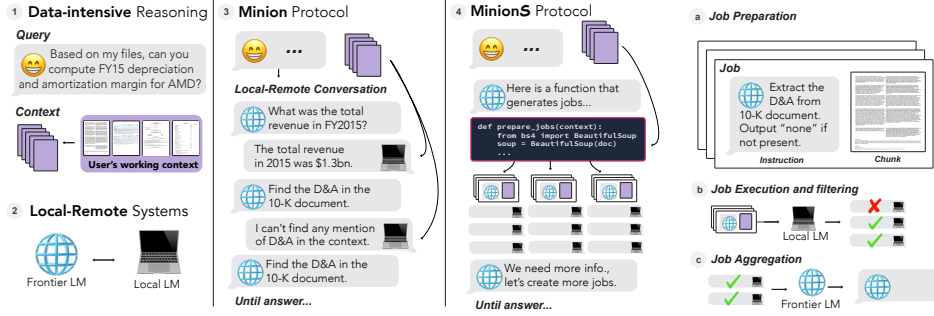 1 Data-intensive Reasoning
Query
Based on my files, can you
compute FY15 depreciation
and amortization margin for AMD?
Context
User's working context
2 Local-Remote Systems
Frontier LM
Local LM
3 Minion Protocol
...
Local-Remote Conversation
What was the total
revenue in FY2015?
The total revenue
in 2015 was $1.3bn.
Find the D&A in the
10-K document.
I can't find any mention
of D&A in the context.
Find the D&A in the
10-K document.
Until answer...
4 MinionS Protocol
...
Here is a function that
generates jobs...
def prepare_jobs(context):
from bs4 import BeautifulSoup
soup = BeautifulSoup(doc)
...
We need more info.,
let's create more jobs.
Until answer...
a Job Preparation
Job
Extract the
D&A from
10-K document.
Output "none" if
not present.
Instruction
Chunk
b Job Execution and filtering
Local LM
c Job Aggregation
Frontier LM